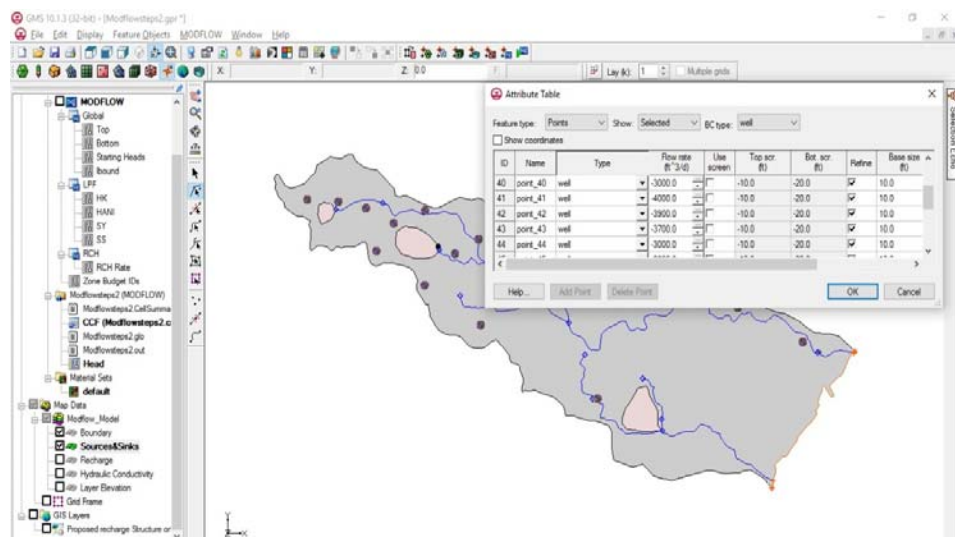 GMS 10.1.3 (32-bit) - [Modflowsteps2.gpr *]
File Edit Display Feature Objects MODFLOW Window Help
X: Y: Z: 0.0 Lay (k): 1 Multiple grids
MODFLOW
Global
Top
Bottom
Starting Heads
Ibound
LPF
HK
HANI
SY
SS
RCH
RCH Rate
Zone Budget IDs
Modflowsteps2 (MODFLOW)
Modflowsteps2.CellSumma
CCF (Modflowsteps2.c
Modflowsteps2.glo
Modflowsteps2.out
Head
Material Sets
default
Map Data
Modflow_Model
Boundary
Sources&Sinks
Recharge
Hydraulic Conductivity
Layer Elevation
Grid Frame
GIS Layers
Proposed recharge Structure or
Attribute Table
Feature type: Points Show: Selected BC type: well
Show coordinates
ID Name Type Flow rate (ft^3/d) Use screen Top scr. (ft) Bot. scr. (ft) Refine Base size (ft)
40 point_40 well -3000.0 -10.0 -20.0 10.0
41 point_41 well -4000.0 -10.0 -20.0 10.0
42 point_42 well -3900.0 -10.0 -20.0 10.0
43 point_43 well -3700.0 -10.0 -20.0 10.0
44 point_44 well -3000.0 -10.0 -20.0 10.0
Help... Add Point Delete Point OK Cancel
Y
X